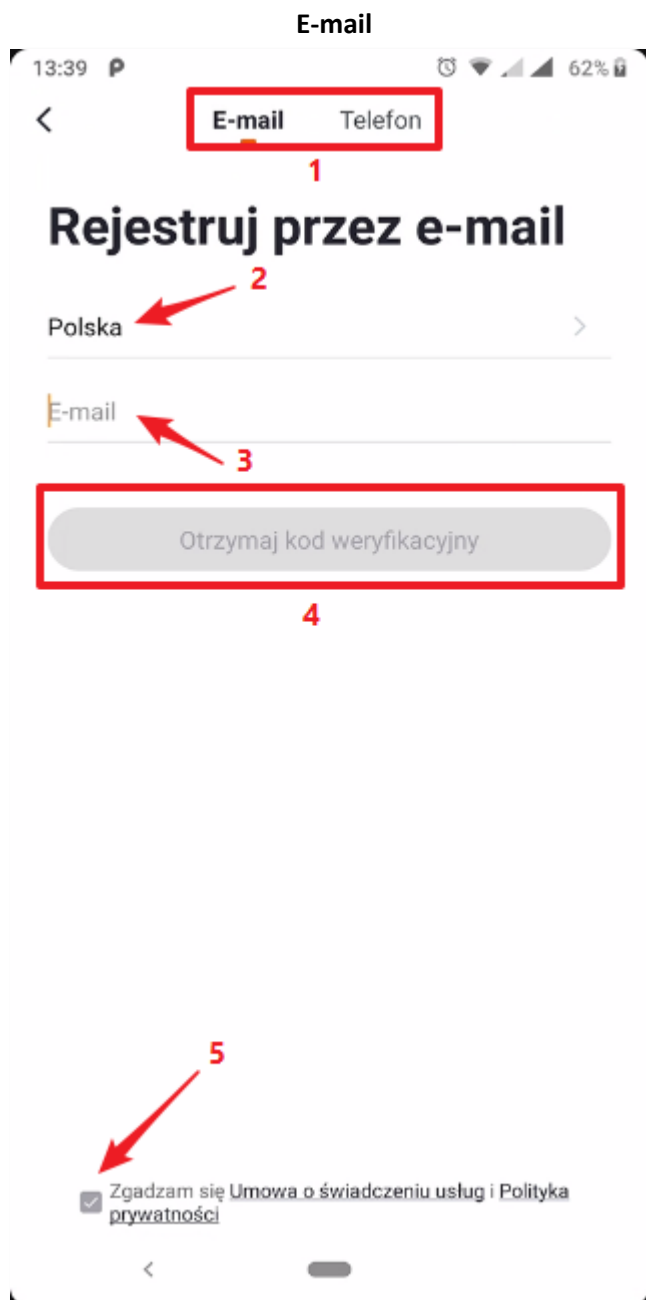 E-mail
13:39 P 62%
E-mail Telefon
1
Rejestruj przez e-mail
2
Polska
E-mail
3
Otrzymaj kod weryfikacyjny
4
5
Zgadzam się Umowa o świadczeniu usług i Polityka
prywatności